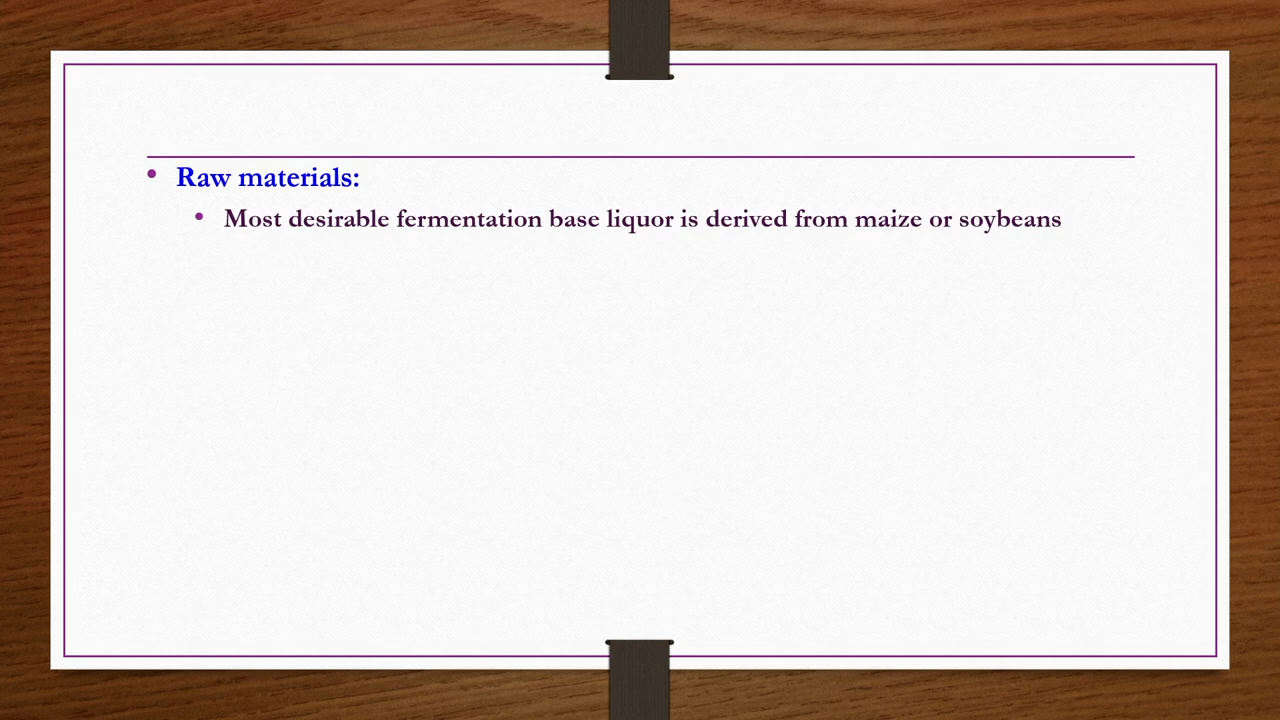 • Raw materials:
• Most desirable fermentation base liquor is derived from maize or soybeans